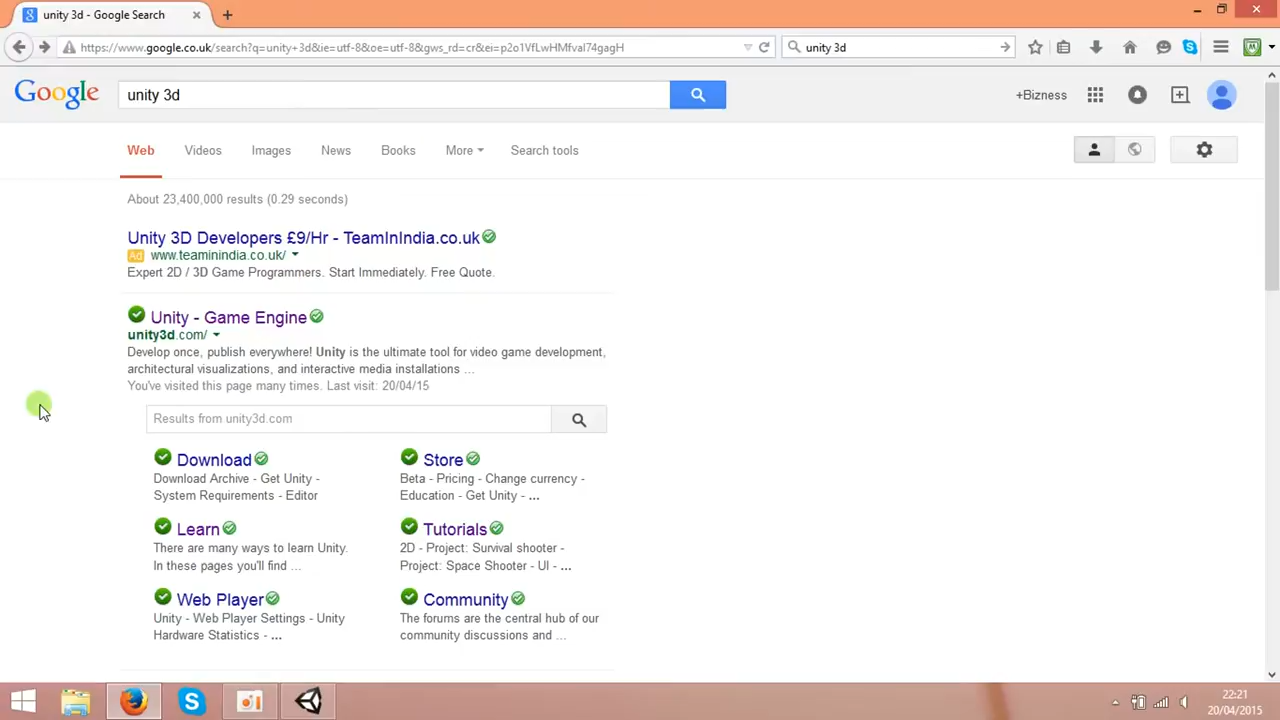 unity 3d - Google Search
https://www.google.co.uk/search?q=unity+3d&ie=utf-8&oe=utf-8&gws_rd=cr&ei=p2o1VfLwHMfval74gagH
unity 3d
Google
unity 3d
+Bizness
Web
Videos
Images
News
Books
More
Search tools
About 23,400,000 results (0.29 seconds)
Unity 3D Developers £9/Hr - TeamInIndia.co.uk
Ad www.teaminindia.co.uk/
Expert 2D / 3D Game Programmers. Start Immediately. Free Quote.
Unity - Game Engine
unity3d.com/
Develop once, publish everywhere! Unity is the ultimate tool for video game development,
architectural visualizations, and interactive media installations ...
You've visited this page many times. Last visit: 20/04/15
Results from unity3d.com
Download
Download Archive - Get Unity -
System Requirements - Editor
Store
Beta - Pricing - Change currency -
Education - Get Unity - ...
Learn
There are many ways to learn Unity.
In these pages you'll find ...
Tutorials
2D - Project: Survival shooter -
Project: Space Shooter - UI - ...
Web Player
Unity - Web Player Settings - Unity
Hardware Statistics - ...
Community
The forums are the central hub of our
community discussions and ...
22:21
20/04/2015